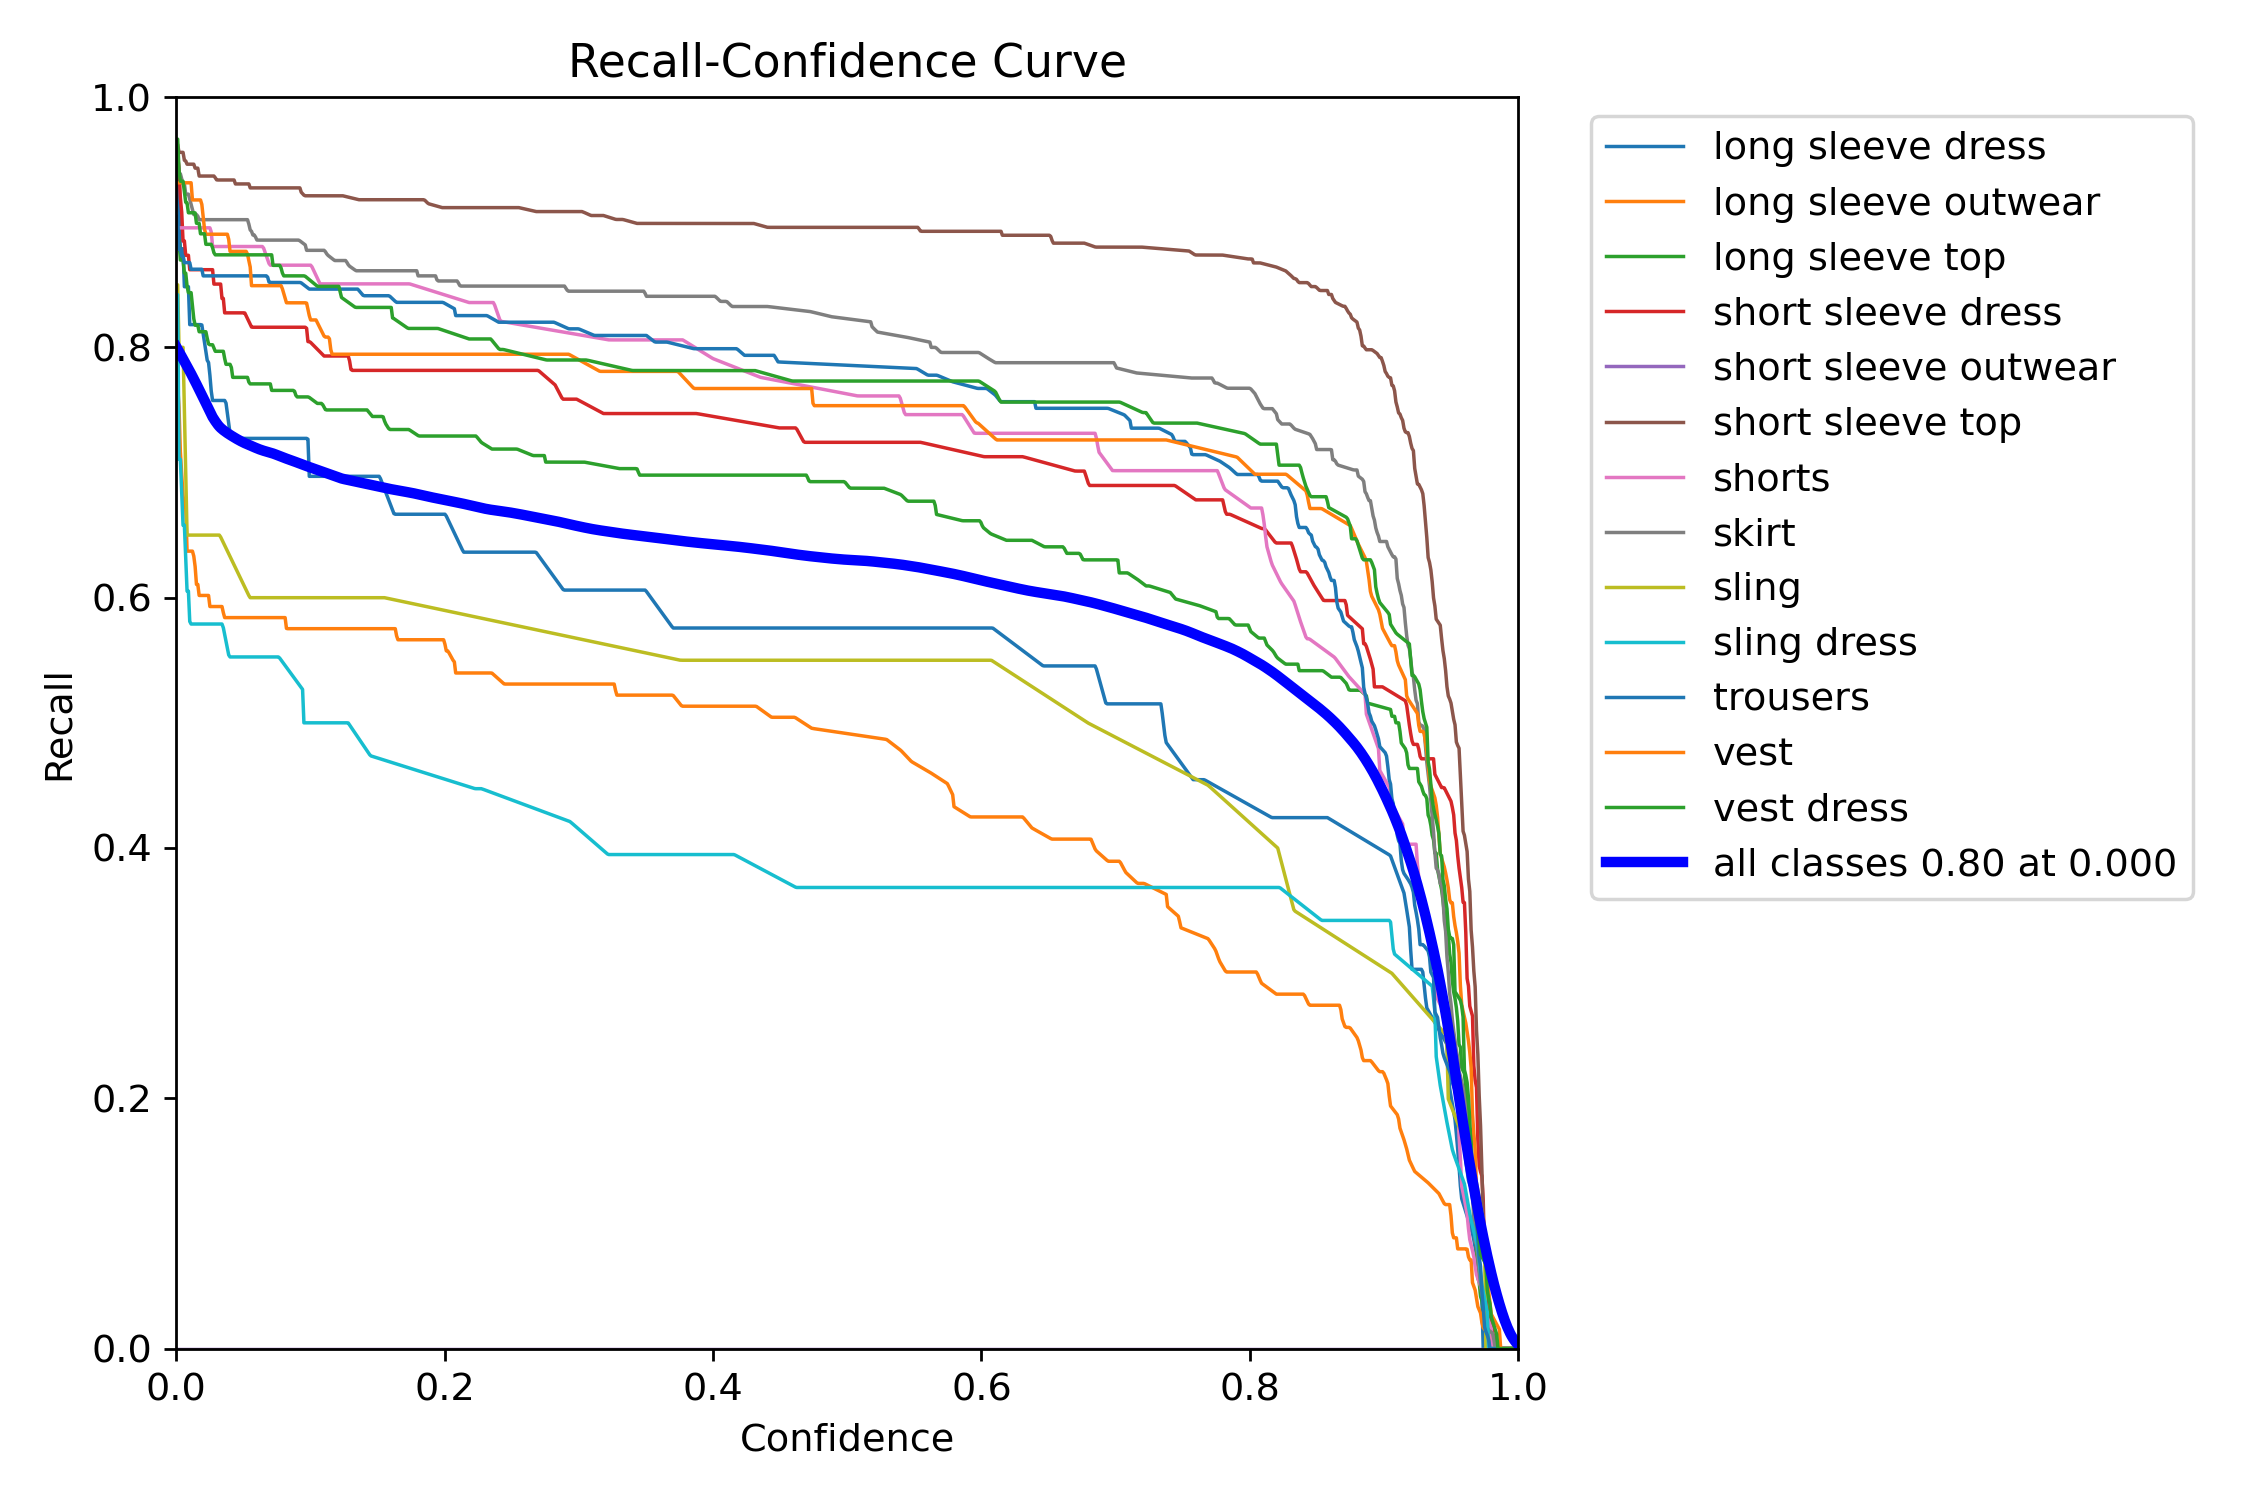 Recall-Confidence Curve
1.0
0.8
0.6
0.4
0.2
0.0
Recall
0.0 0.2 0.4 0.6 0.8 1.0
Confidence
long sleeve dress
long sleeve outwear
long sleeve top
short sleeve dress
short sleeve outwear
short sleeve top
shorts
skirt
sling
sling dress
trousers
vest
vest dress
all classes 0.80 at 0.000